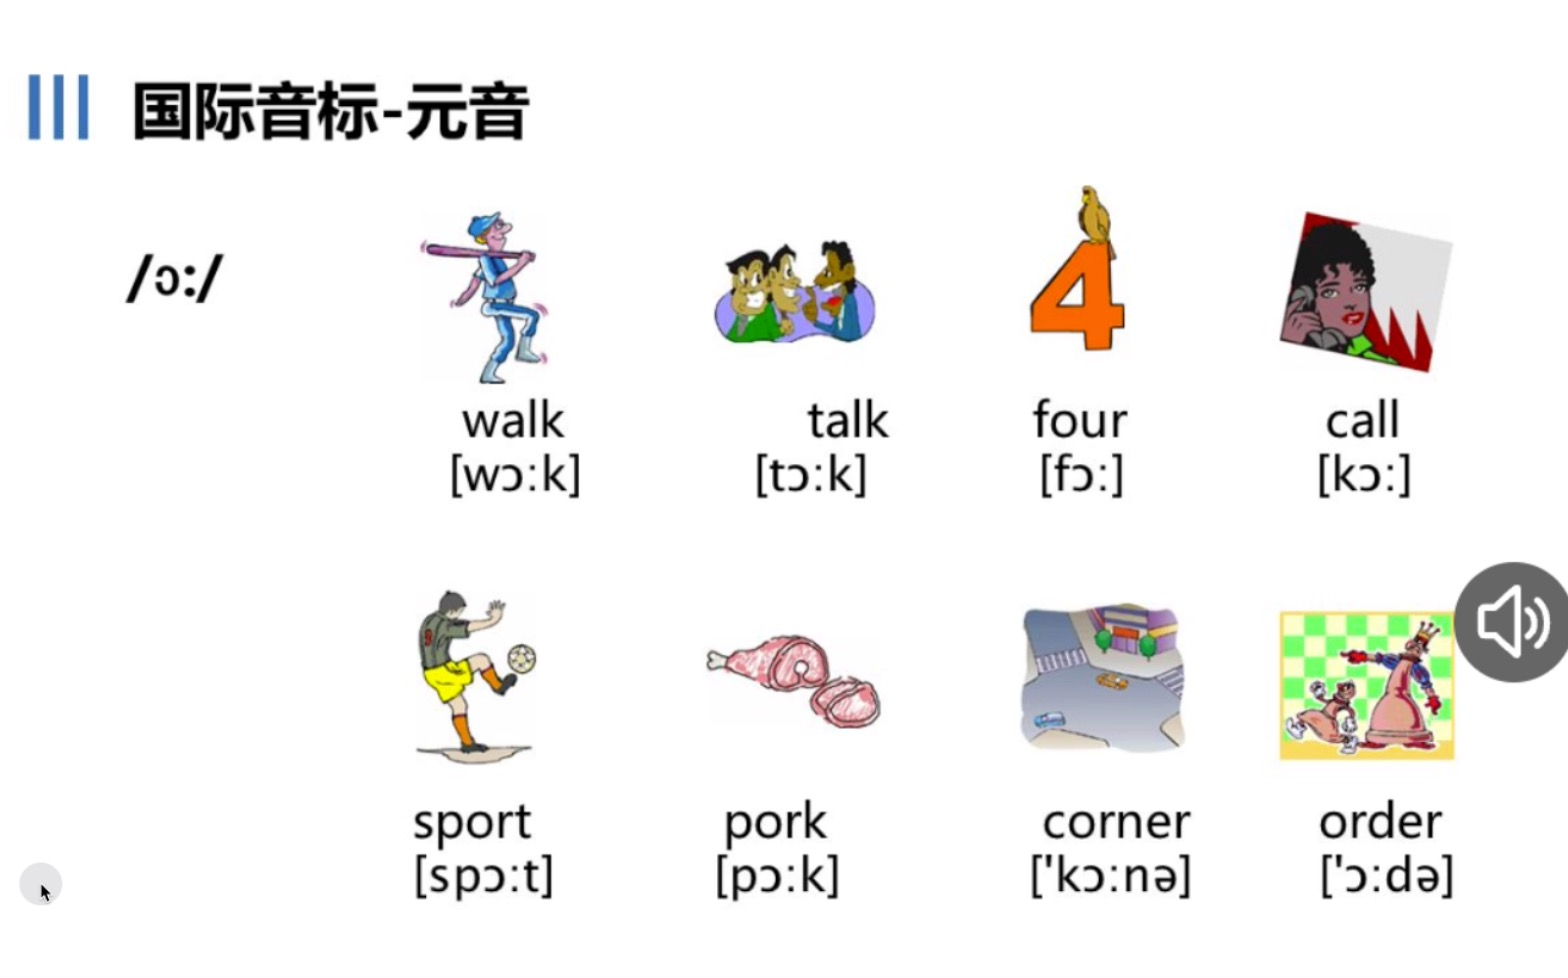 国际音标-元音
/ɔ:/
walk talk four call
[wɔ:k] [tɔ:k] [fɔ:] [kɔ:]
sport pork corner order
[spɔ:t] [pɔ:k] ['kɔ:nə] ['ɔ:də]